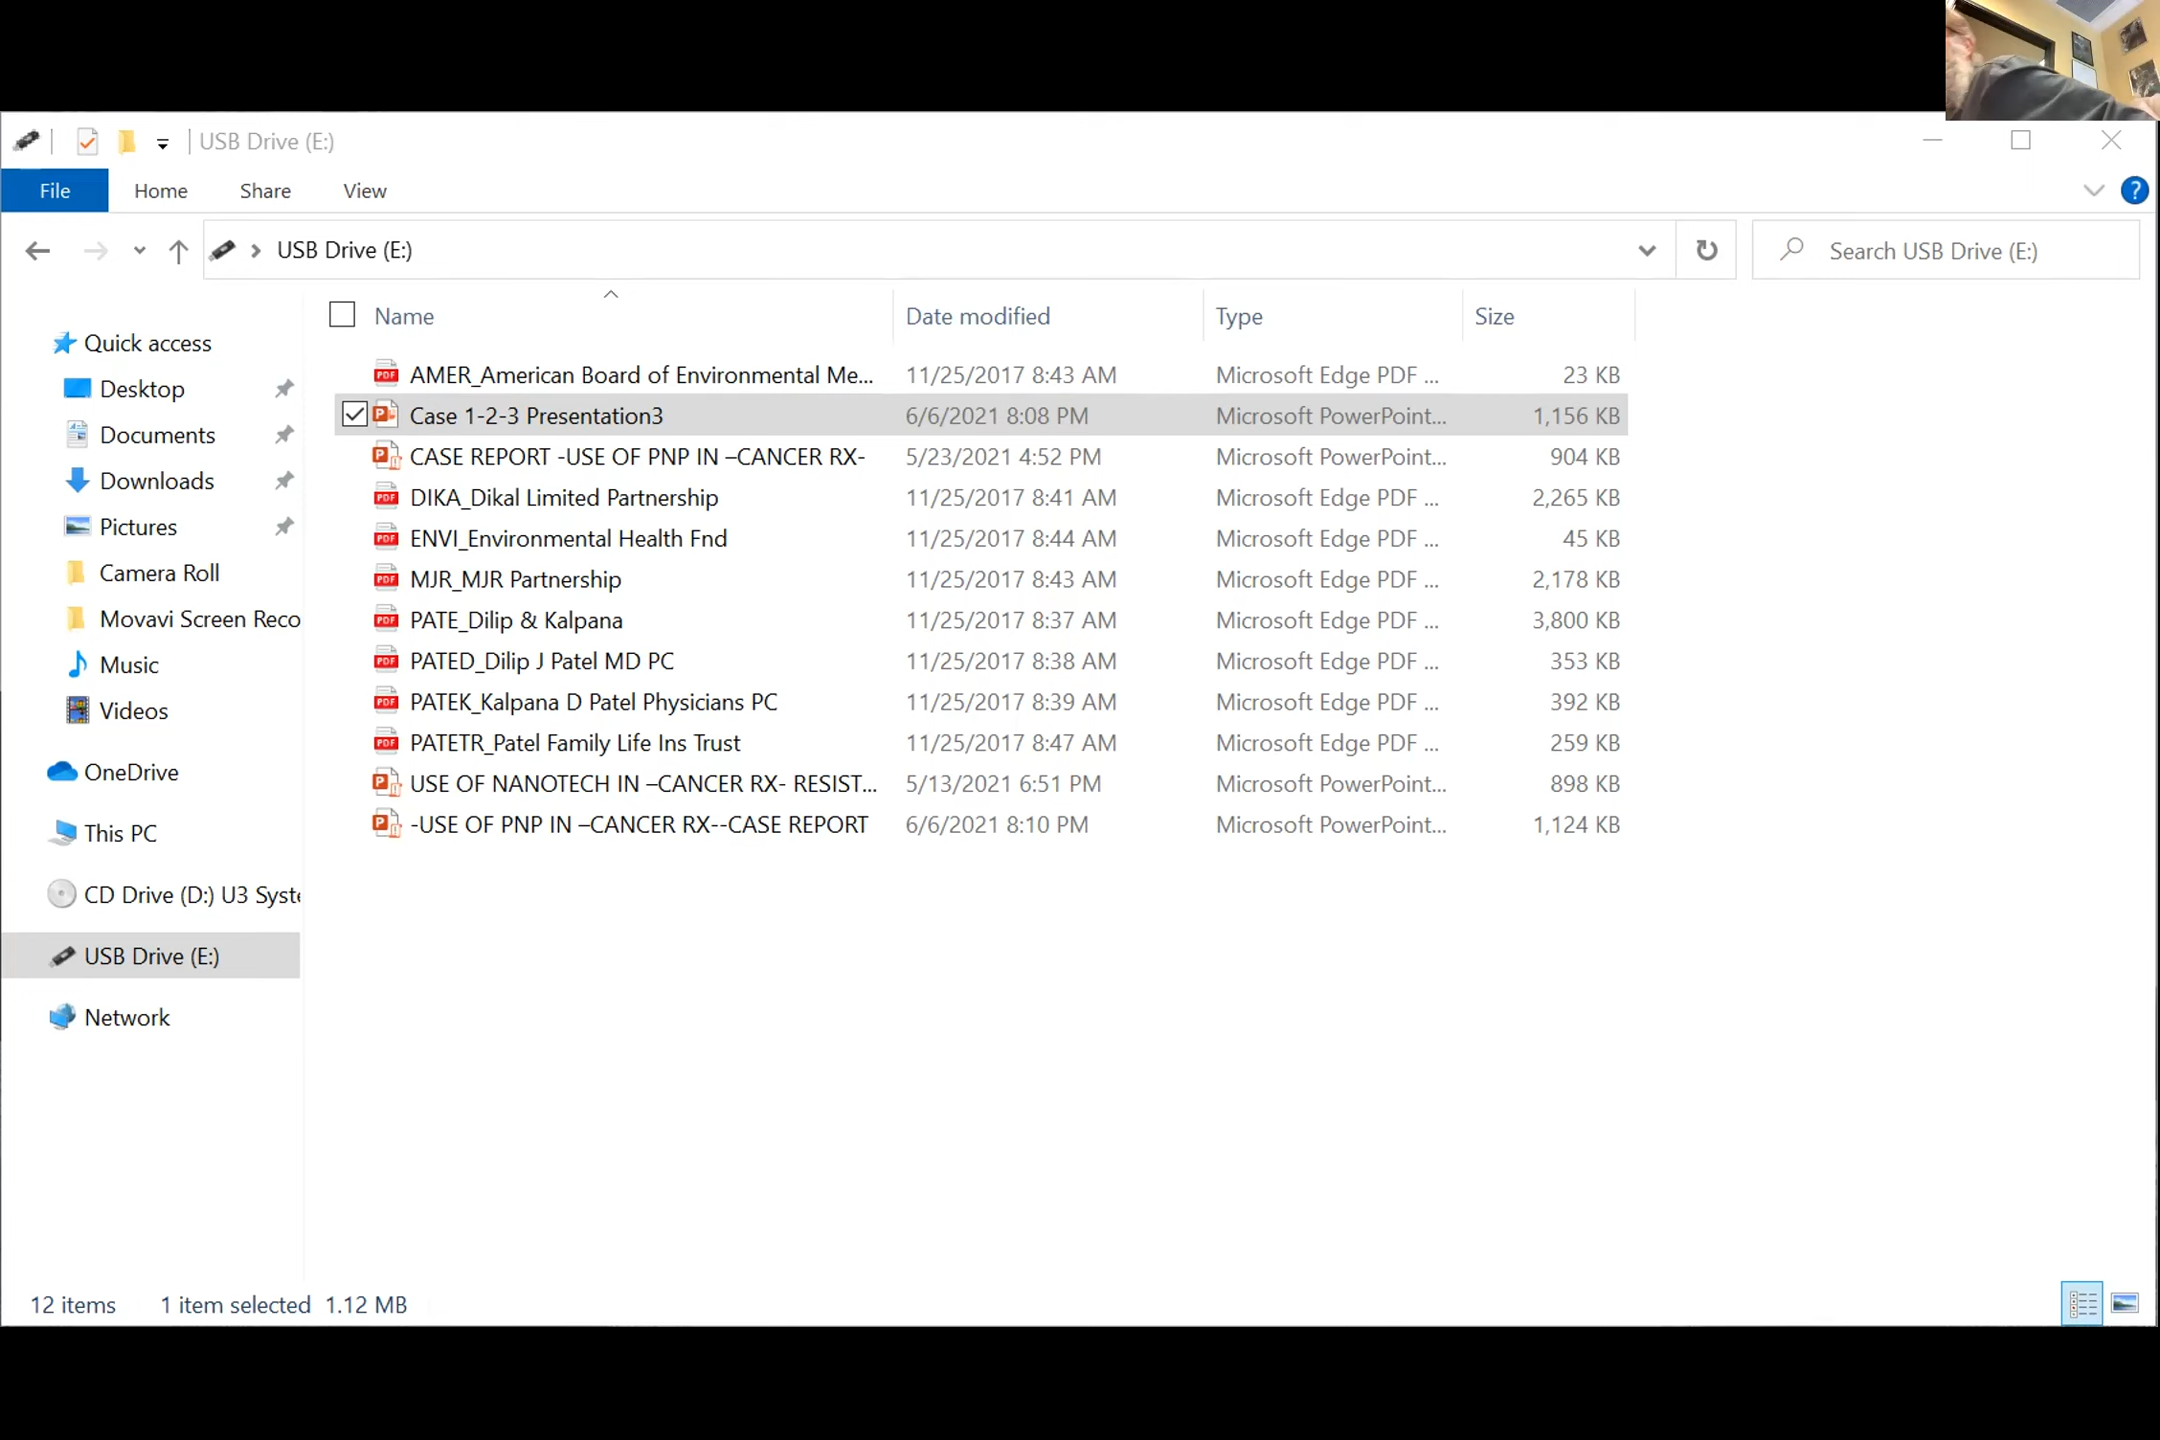 USB Drive (E:)
File Home Share View
USB Drive (E:) Search USB Drive (E:)
Name Date modified Type Size
Quick access
Desktop
Documents
Downloads
Pictures
Camera Roll
Movavi Screen Reco
Music
Videos
OneDrive
This PC
CD Drive (D:) U3 Syste
USB Drive (E:)
Network
AMER_American Board of Environmental Me... 11/25/2017 8:43 AM Microsoft Edge PDF ... 23 KB
Case 1-2-3 Presentation3 6/6/2021 8:08 PM Microsoft PowerPoint... 1,156 KB
CASE REPORT -USE OF PNP IN –CANCER RX- 5/23/2021 4:52 PM Microsoft PowerPoint... 904 KB
DIKA_Dikal Limited Partnership 11/25/2017 8:41 AM Microsoft Edge PDF ... 2,265 KB
ENVI_Environmental Health Fnd 11/25/2017 8:44 AM Microsoft Edge PDF ... 45 KB
MJR_MJR Partnership 11/25/2017 8:43 AM Microsoft Edge PDF ... 2,178 KB
PATE_Dilip & Kalpana 11/25/2017 8:37 AM Microsoft Edge PDF ... 3,800 KB
PATED_Dilip J Patel MD PC 11/25/2017 8:38 AM Microsoft Edge PDF ... 353 KB
PATEK_Kalpana D Patel Physicians PC 11/25/2017 8:39 AM Microsoft Edge PDF ... 392 KB
PATETR_Patel Family Life Ins Trust 11/25/2017 8:47 AM Microsoft Edge PDF ... 259 KB
USE OF NANOTECH IN –CANCER RX- RESIST... 5/13/2021 6:51 PM Microsoft PowerPoint... 898 KB
-USE OF PNP IN –CANCER RX--CASE REPORT 6/6/2021 8:10 PM Microsoft PowerPoint... 1,124 KB
12 items 1 item selected 1.12 MB